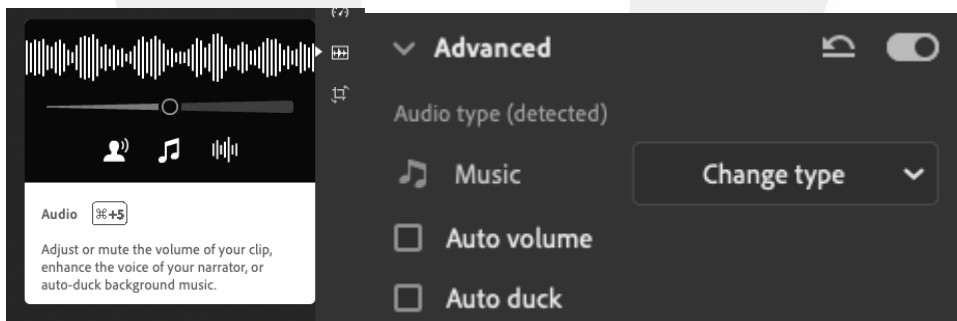 Audio ⌘+5
Adjust or mute the volume of your clip,
enhance the voice of your narrator, or
auto-duck background music.
Advanced
Audio type (detected)
Music Change type
Auto volume
Auto duck